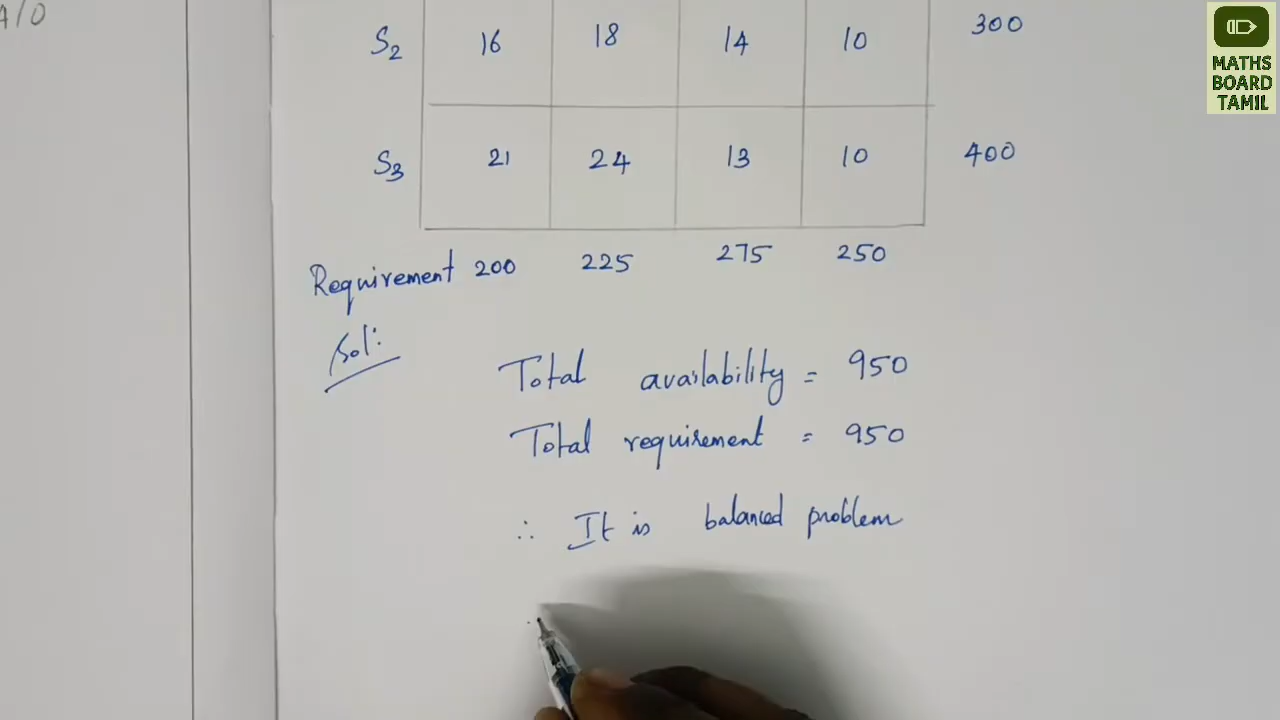 A/0
S2 16 18 14 10 300
S3 21 24 13 10 400
Requirement 200 225 275 250
Sol:
Total availability = 950
Total requirement = 950
∴ It is balanced problem
MATHS
BOARD
TAMIL